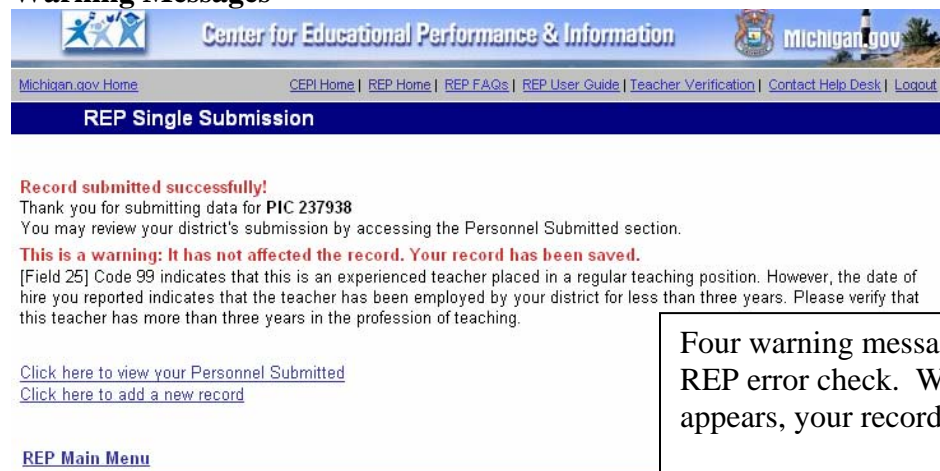 Warning Messages
Center for Educational Performance & Information
Michigan.gov
Michigan.gov Home CEPI Home | REP Home | REP FAQs | REP User Guide | Teacher Verification | Contact Help Desk | Logout
REP Single Submission
Record submitted successfully!
Thank you for submitting data for PIC 237938
You may review your district's submission by accessing the Personnel Submitted section.
This is a warning: It has not affected the record. Your record has been saved.
[Field 25] Code 99 indicates that this is an experienced teacher placed in a regular teaching position. However, the date of
hire you reported indicates that the teacher has been employed by your district for less than three years. Please verify that
this teacher has more than three years in the profession of teaching.
Click here to view your Personnel Submitted
Click here to add a new record
REP Main Menu
Four warning messa
REP error check. W
appears, your record